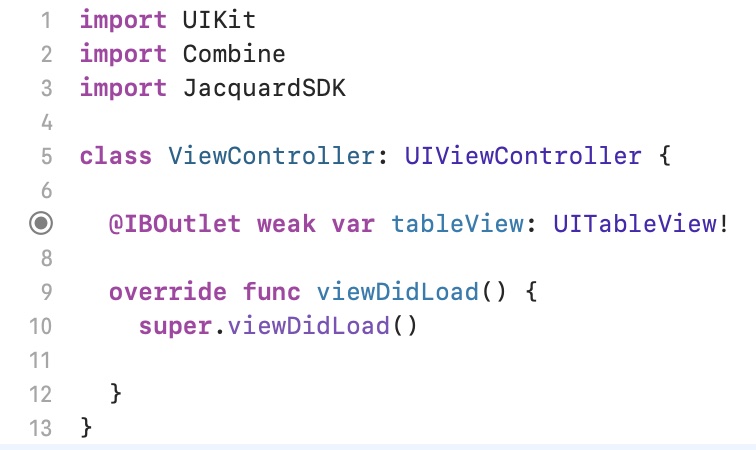 1 import UIKit
2 import Combine
3 import JacquardSDK
4
5 class ViewController: UIViewController {
6
@IBOutlet weak var tableView: UITableView!
8
9 override func viewDidLoad() {
10 super.viewDidLoad()
11
12 }
13 }